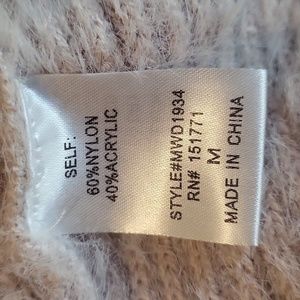 SELF:
60%NYLON
40%ACRYLIC
STYLE#MWD1934
RN# 151771
M
MADE IN CHINA